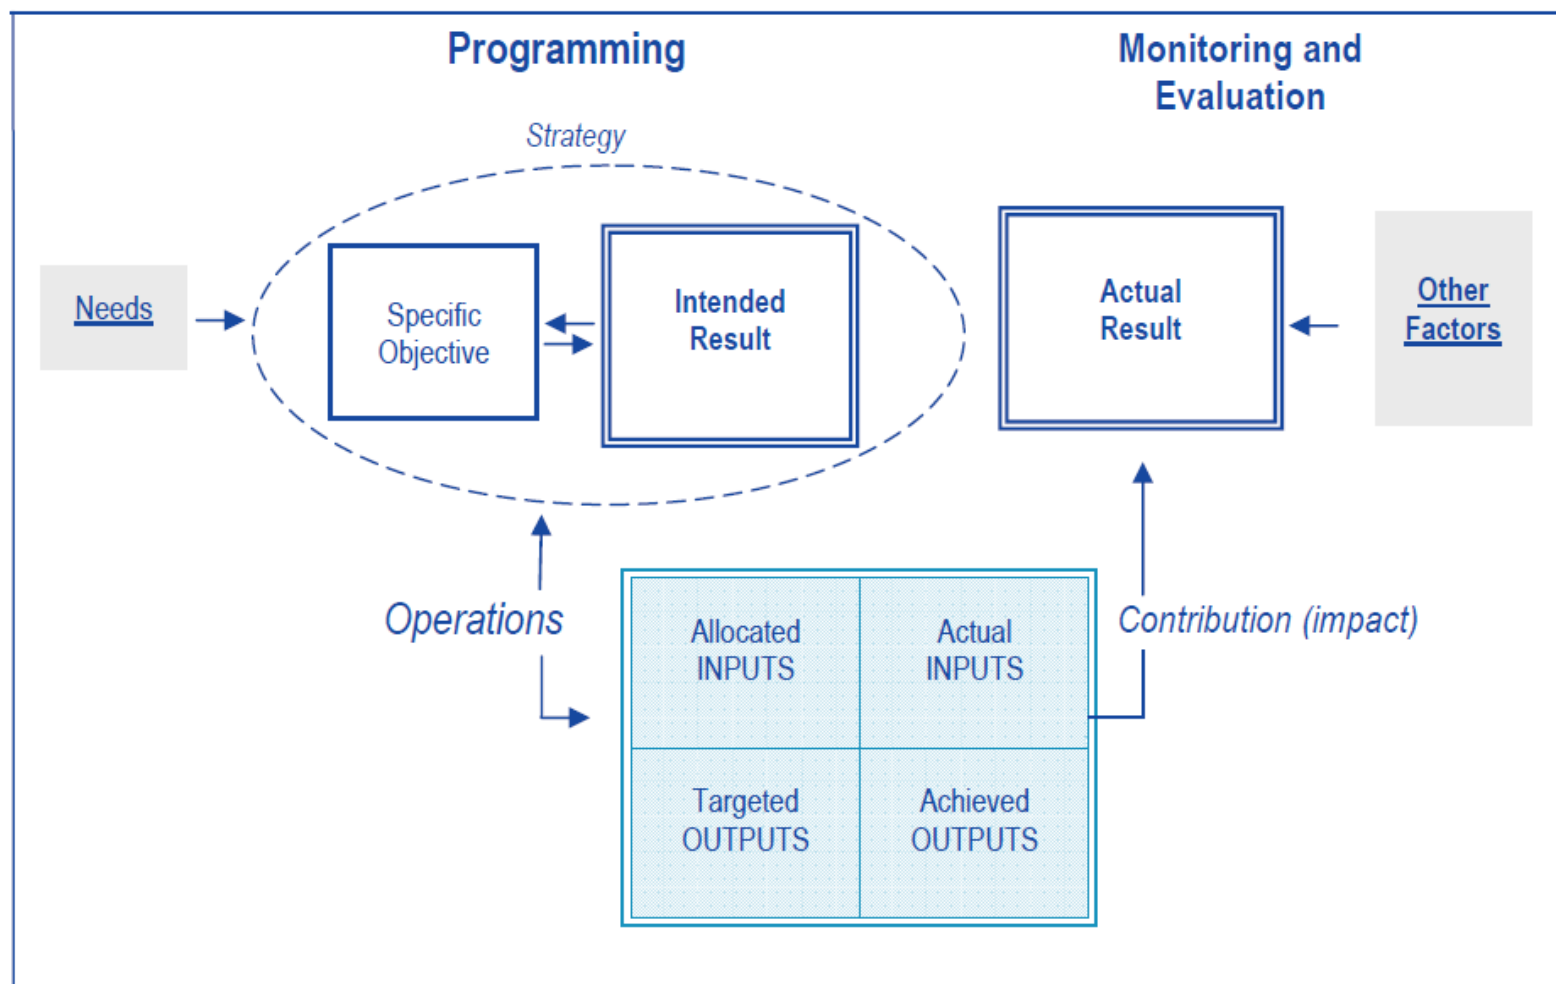 Programming
Monitoring and
Evaluation
Strategy
Needs
Specific
Objective
Intended
Result
Actual
Result
Other
Factors
Operations
Allocated
INPUTS
Actual
INPUTS
Contribution (impact)
Targeted
OUTPUTS
Achieved
OUTPUTS